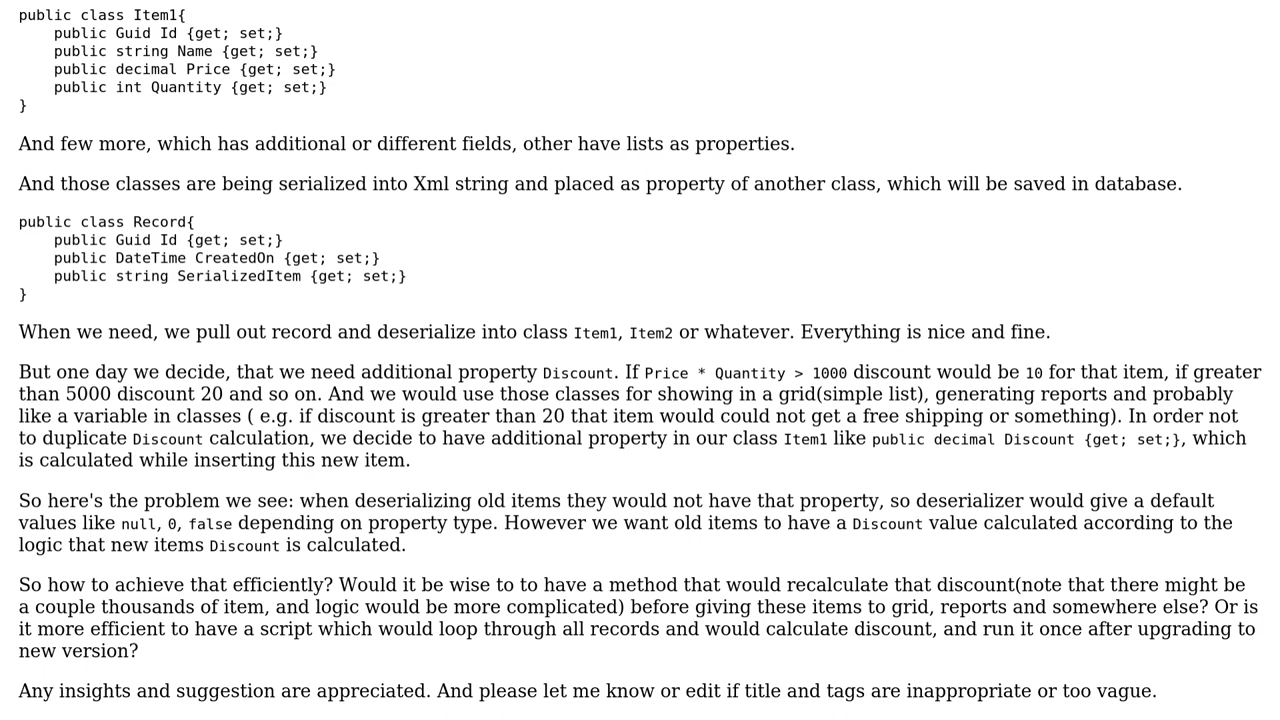 public class Item1{
    public Guid Id {get; set;}
    public string Name {get; set;}
    public decimal Price {get; set;}
    public int Quantity {get; set;}
}
And few more, which has additional or different fields, other have lists as properties.
And those classes are being serialized into Xml string and placed as property of another class, which will be saved in database.
public class Record{
    public Guid Id {get; set;}
    public DateTime CreatedOn {get; set;}
    public string SerializedItem {get; set;}
}
When we need, we pull out record and deserialize into class Item1, Item2 or whatever. Everything is nice and fine.
But one day we decide, that we need additional property Discount. If Price * Quantity > 1000 discount would be 10 for that item, if greater
than 5000 discount 20 and so on. And we would use those classes for showing in a grid(simple list), generating reports and probably
like a variable in classes ( e.g. if discount is greater than 20 that item would could not get a free shipping or something). In order not
to duplicate Discount calculation, we decide to have additional property in our class Item1 like public decimal Discount {get; set;}, which
is calculated while inserting this new item.
So here's the problem we see: when deserializing old items they would not have that property, so deserializer would give a default
values like null, 0, false depending on property type. However we want old items to have a Discount value calculated according to the
logic that new items Discount is calculated.
So how to achieve that efficiently? Would it be wise to to have a method that would recalculate that discount(note that there might be
a couple thousands of item, and logic would be more complicated) before giving these items to grid, reports and somewhere else? Or is
it more efficient to have a script which would loop through all records and would calculate discount, and run it once after upgrading to
new version?
Any insights and suggestion are appreciated. And please let me know or edit if title and tags are inappropriate or too vague.